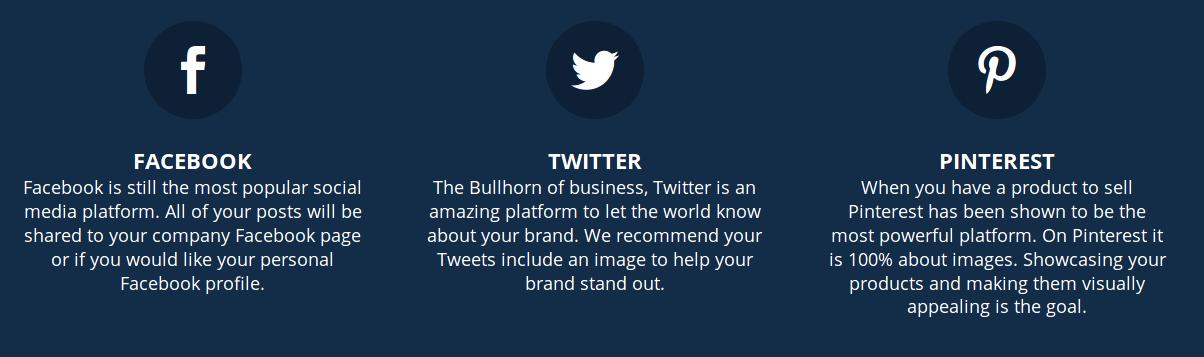 FACEBOOK
Facebook is still the most popular social
media platform. All of your posts will be
shared to your company Facebook page
or if you would like your personal
Facebook profile.
TWITTER
The Bullhorn of business, Twitter is an
amazing platform to let the world know
about your brand. We recommend your
Tweets include an image to help your
brand stand out.
PINTEREST
When you have a product to sell
Pinterest has been shown to be the
most powerful platform. On Pinterest it
is 100% about images. Showcasing your
products and making them visually
appealing is the goal.